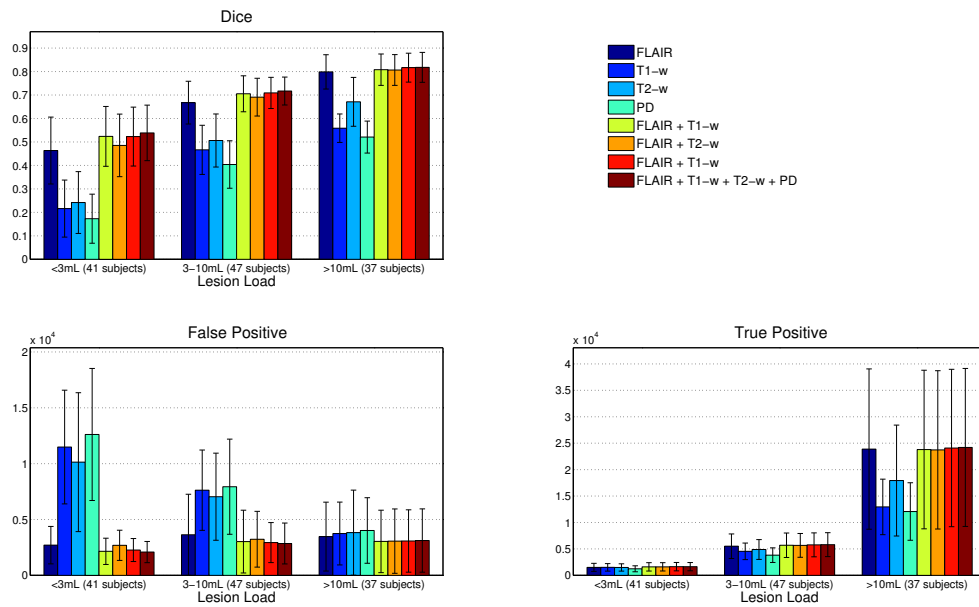 Dice
0.9
0.8
0.7
0.6
0.5
0.4
0.3
0.2
0.1
0
<3mL (41 subjects) 3−10mL (47 subjects) >10mL (37 subjects)
Lesion Load
FLAIR
T1−w
T2−w
PD
FLAIR + T1−w
FLAIR + T2−w
FLAIR + T1−w
FLAIR + T1−w + T2−w + PD
False Positive
x 10^4
2
1.5
1
0.5
0
<3mL (41 subjects) 3−10mL (47 subjects) >10mL (37 subjects)
Lesion Load
True Positive
x 10^4
4
3.5
3
2.5
2
1.5
1
0.5
0
<3mL (41 subjects) 3−10mL (47 subjects) >10mL (37 subjects)
Lesion Load